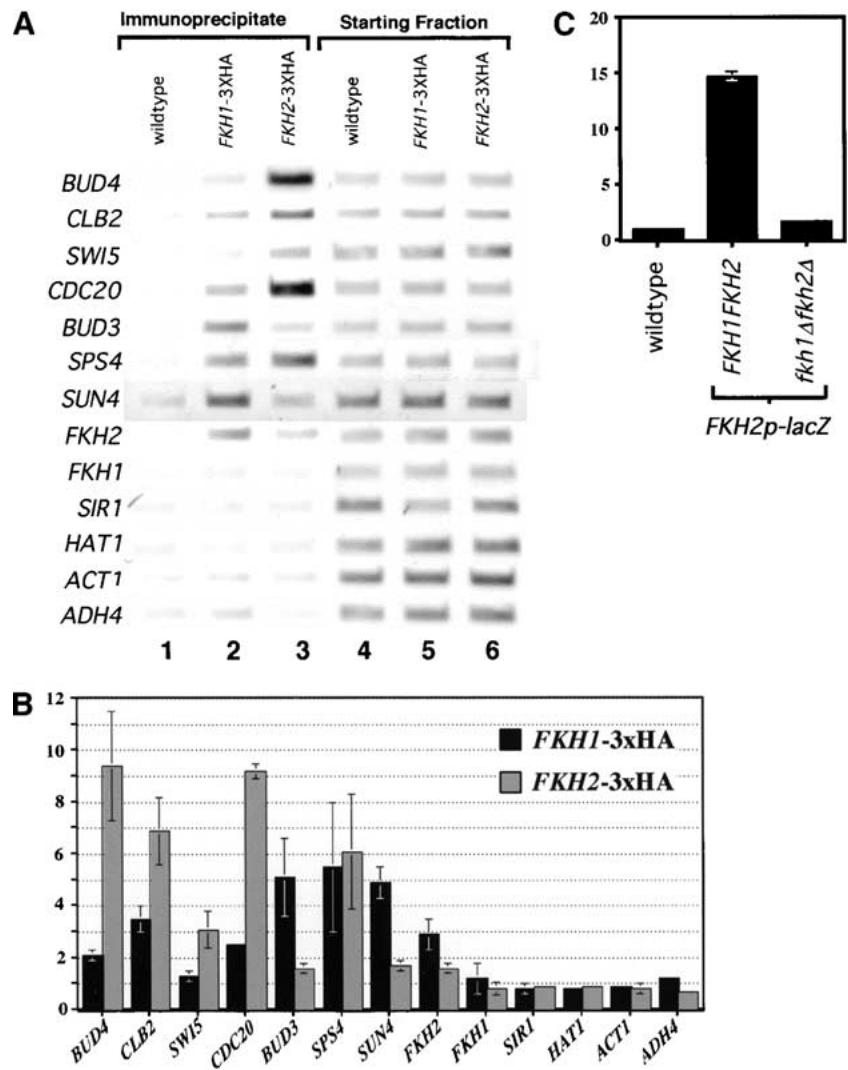 A
Immunoprecipitate
Starting Fraction
wildtype
FKH1-3XHA
FKH2-3XHA
wildtype
FKH1-3XHA
FKH2-3XHA
BUD4
CLB2
SWI5
CDC20
BUD3
SPS4
SUN4
FKH2
FKH1
SIR1
HAT1
ACT1
ADH4
1 2 3 4 5 6
C
20
15
10
5
0
wildtype
FKH1FKH2
fkh1Δfkh2Δ
FKH2p-lacZ
B
12
10
8
6
4
2
0
FKH1-3xHA
FKH2-3xHA
BUD4
CLB2
SWI5
CDC20
BUD3
SPS4
SUN4
FKH2
FKH1
SIR1
HAT1
ACT1
ADH4